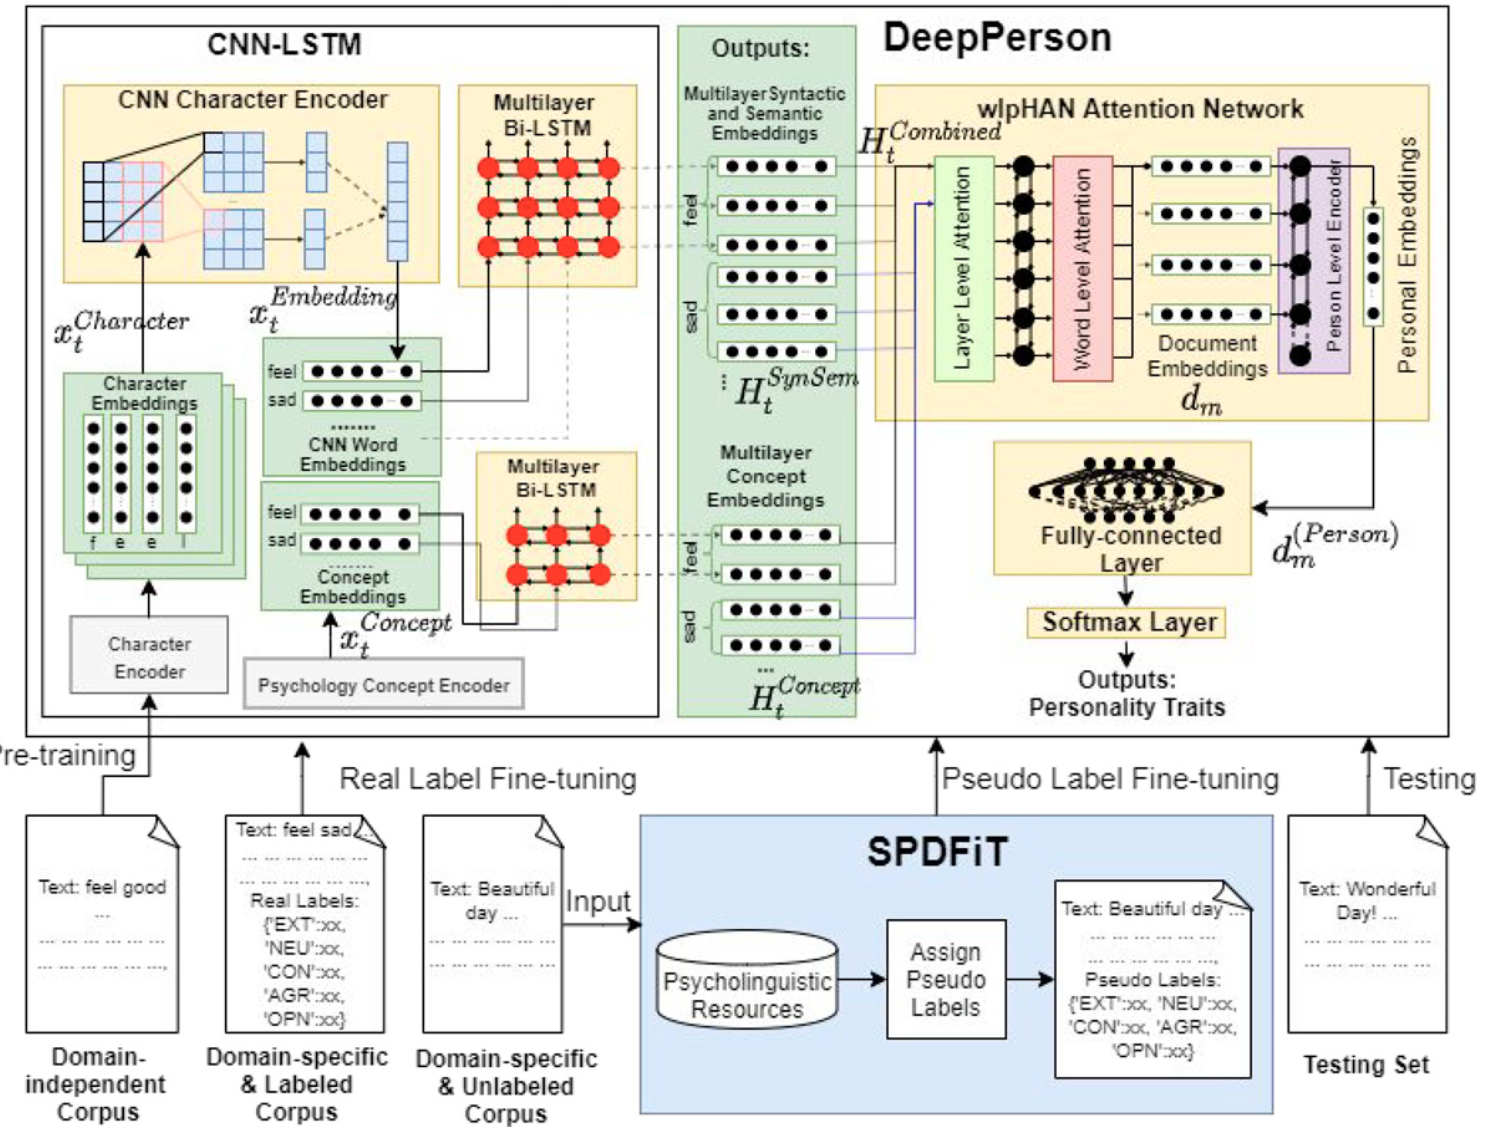 CNN-LSTM
CNN Character Encoder
Multilayer
Bi-LSTM
x_t^Character
x_t^Embedding
Character
Embeddings
f e e l
feel
sad
.......
CNN Word
Embeddings
feel
sad
.......
Concept
Embeddings
x_t^Concept
Multilayer
Bi-LSTM
Character
Encoder
Psychology Concept Encoder
Outputs:
Multilayer Syntactic
and Semantic
Embeddings
feel
sad
H_t^SynSem
Multilayer
Concept
Embeddings
feel
sad
...
H_t^Concept
DeepPerson
wlpHAN Attention Network
H_t^Combined
Layer Level Attention
Word Level Attention
Document
Embeddings
d_m
Person Level Encoder
Personal Embeddings
d_m^(Person)
Fully-connected
Layer
Softmax Layer
Outputs:
Personality Traits
Pre-training
Real Label Fine-tuning
Pseudo Label Fine-tuning
Testing
Text: feel good
...
... ... ... ... ...
... ... ... ... ...,
Domain-
independent
Corpus
Text: feel sad ...
... ... ... ... ...
... ... ... ... ...,
Real Labels:
{'EXT':xx,
'NEU':xx,
'CON':xx,
'AGR':xx,
'OPN':xx}
Domain-specific
& Labeled
Corpus
Text: Beautiful
day ...
... ... ... ... ...
... ... ... ... ...
Domain-specific
& Unlabeled
Corpus
Input
SPDFiT
Psycholinguistic
Resources
Assign
Pseudo
Labels
Text: Beautiful day ...
... ... ... ... ...
... ... ... ... ...,
Pseudo Labels:
{'EXT':xx, 'NEU':xx,
'CON':xx, 'AGR':xx,
'OPN':xx}
Text: Wonderful
Day! ...
... ... ... ... ...
... ... ... ... ...
Testing Set